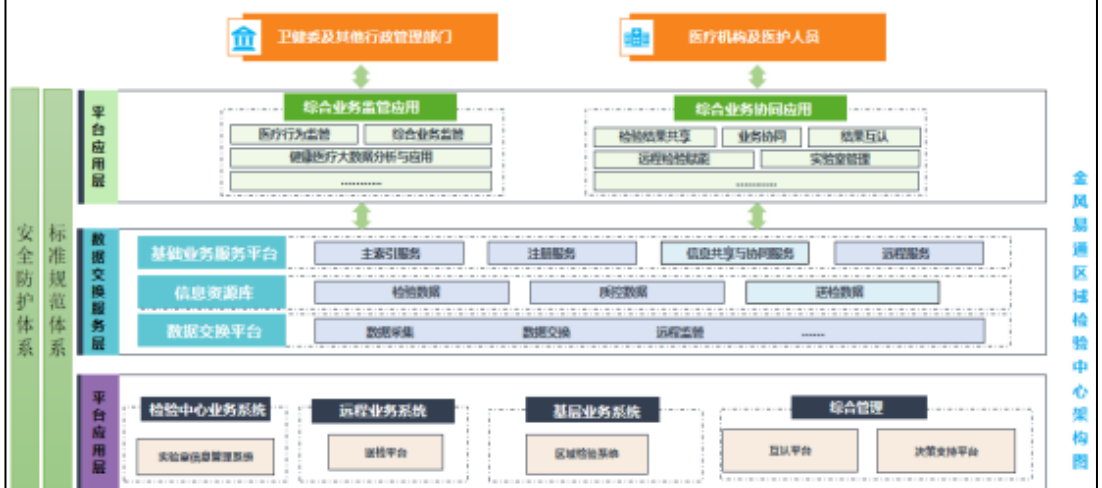 卫健委及其他行政管理部门
医疗机构及医护人员
安全防护体系
标准规范体系
平台应用层
综合业务监管应用
医疗行为监管
综合业务监管
健康医疗大数据分析与应用
..........
综合业务协同应用
检验结果共享
业务协同
结果互认
远程检验赋能
实验室管理
..........
数据交换服务层
基础业务服务平台
主索引服务
注册服务
信息共享与协同服务
远程服务
信息资源库
检验数据
质控数据
送检数据
数据交换平台
数据采集
数据交换
远程监管
......
平台应用层
检验中心业务系统
实验室信息管理系统
远程业务系统
送检平台
基层业务系统
区域检验系统
综合管理
互认平台
决策支持平台
金风易通区域检验中心架构图